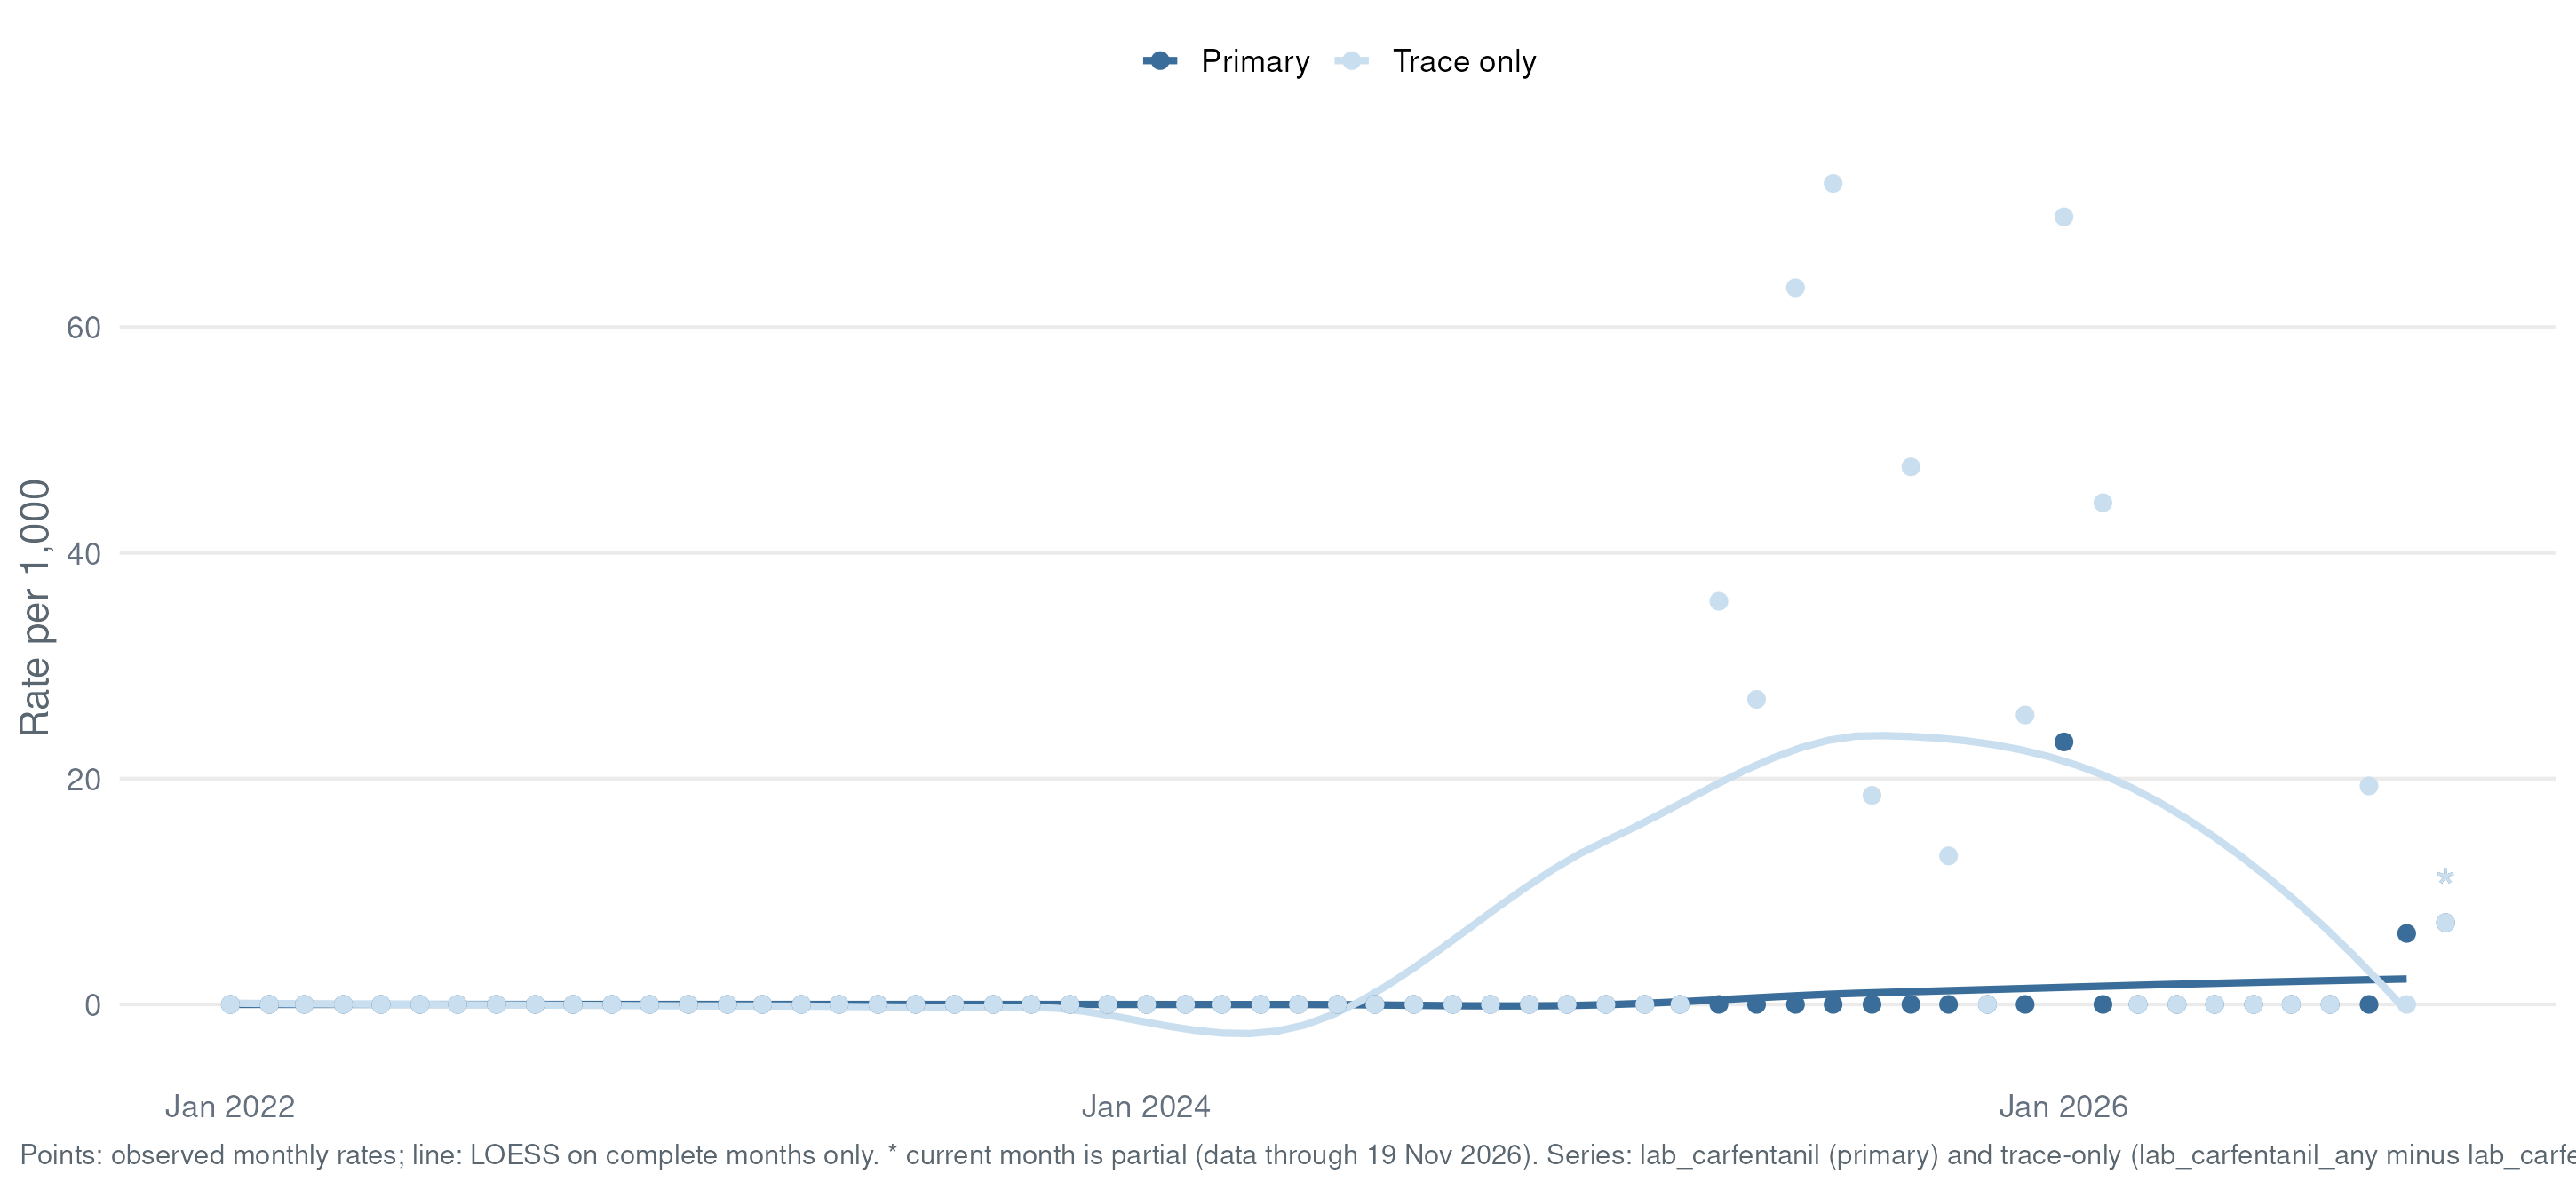 Primary Trace only
Rate per 1,000
60
40
20
0
*
Jan 2022 Jan 2024 Jan 2026
Points: observed monthly rates; line: LOESS on complete months only. * current month is partial (data through 19 Nov 2026). Series: lab_carfentanil (primary) and trace-only (lab_carfentanil_any minus lab_carfe